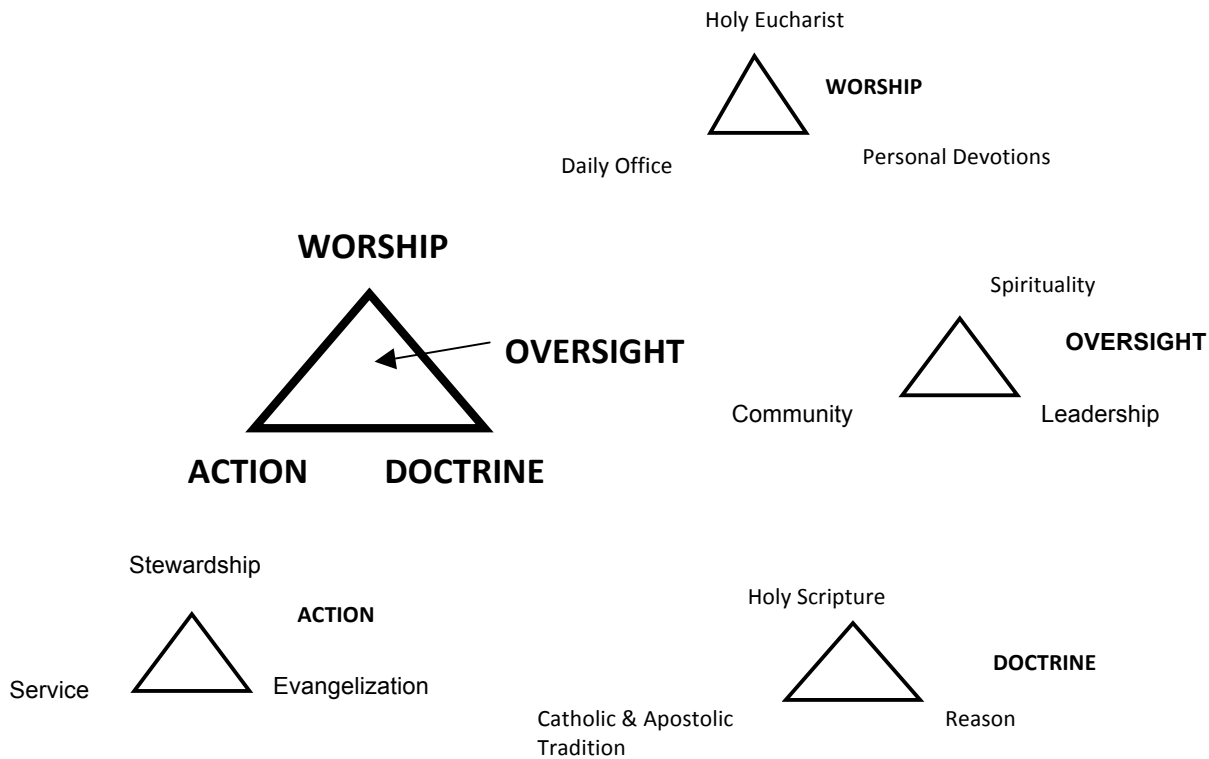 Holy Eucharist
WORSHIP
Daily Office
Personal Devotions
WORSHIP
OVERSIGHT
ACTION
DOCTRINE
Spirituality
OVERSIGHT
Community
Leadership
Stewardship
ACTION
Service
Evangelization
Holy Scripture
DOCTRINE
Catholic & Apostolic
Tradition
Reason